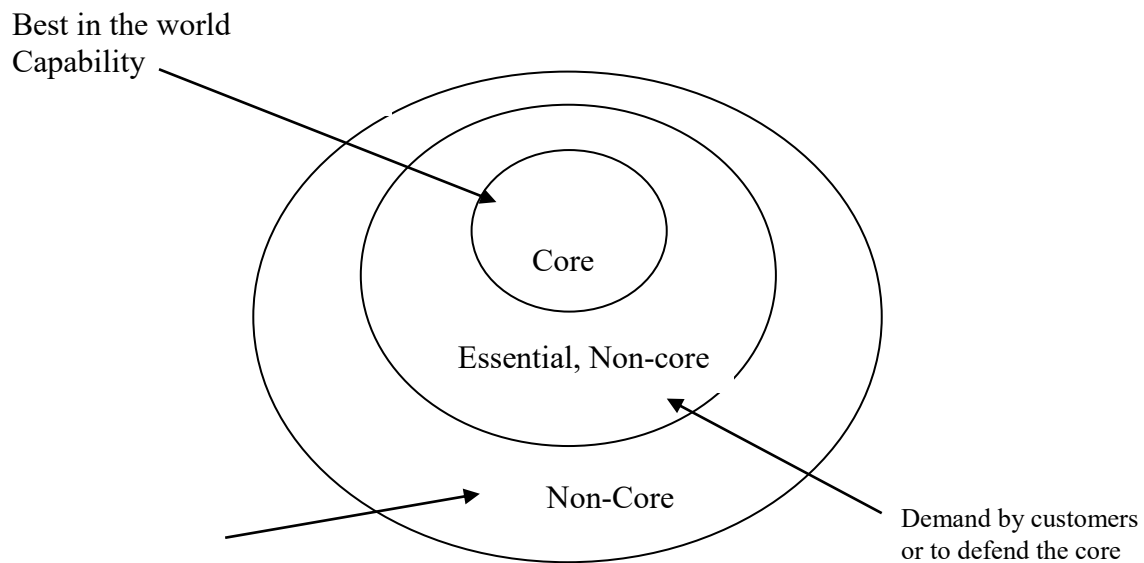 Best in the world
Capability
Core
Essential, Non-core
Non-Core
Demand by customers
or to defend the core